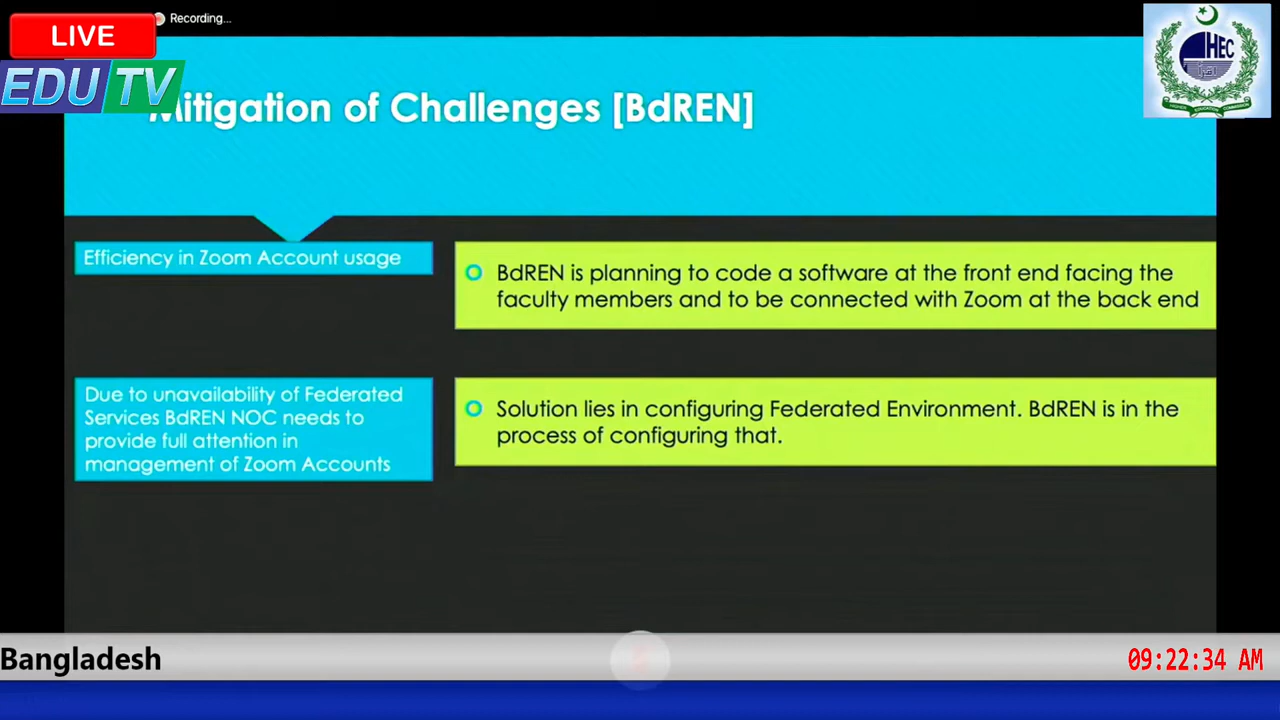 Recording...
LIVE
EDU TV
HEC
Mitigation of Challenges [BdREN]
Efficiency in Zoom Account usage
BdREN is planning to code a software at the front end facing the
faculty members and to be connected with Zoom at the back end
Due to unavailability of Federated
Services BdREN NOC needs to
provide full attention in
management of Zoom Accounts
Solution lies in configuring Federated Environment. BdREN is in the
process of configuring that.
Bangladesh
09:22:34 AM